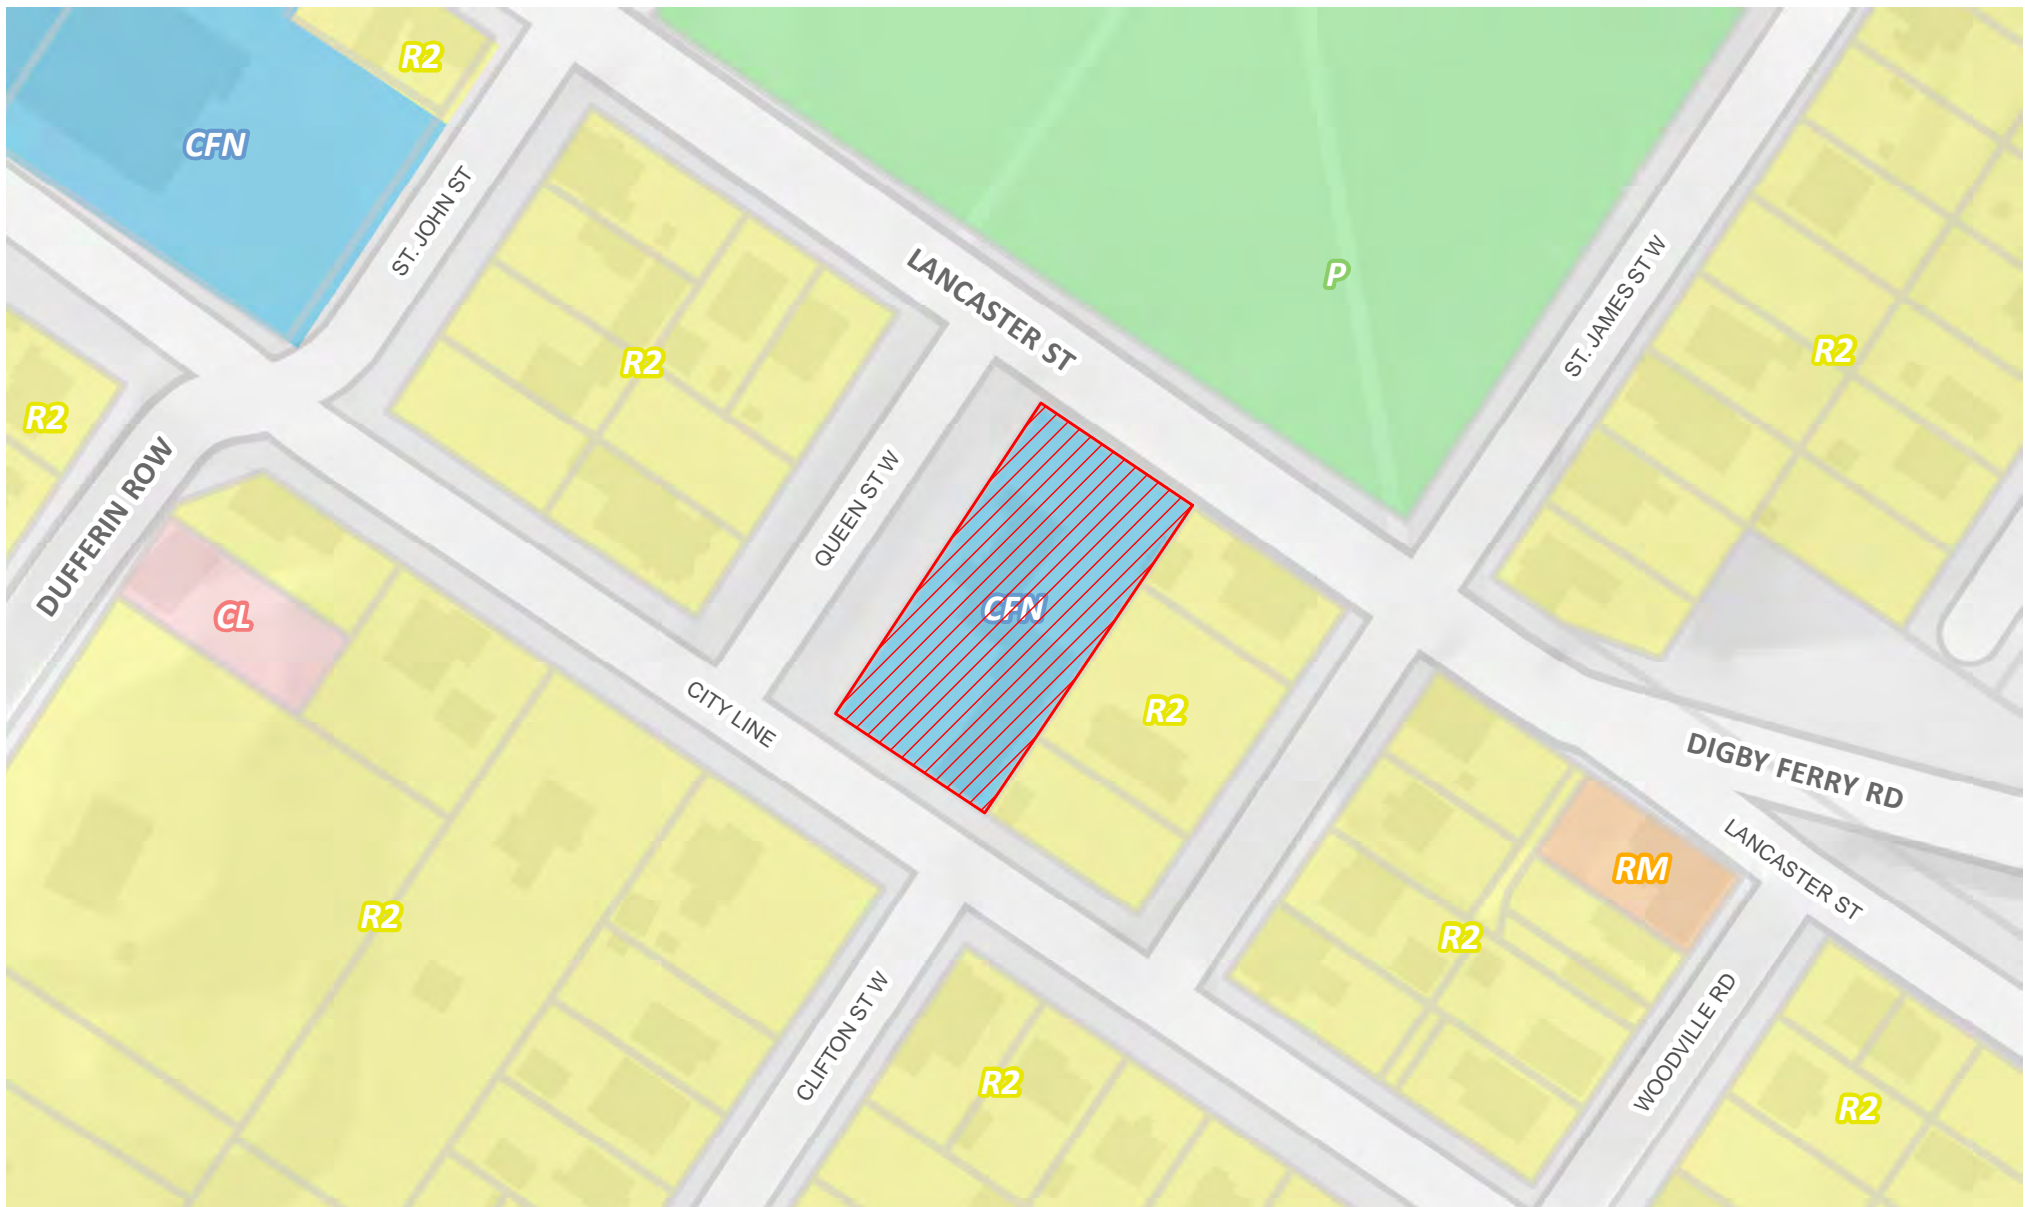 R2
CFN
ST. JOHN ST
LANCASTER ST
P
ST. JAMES ST W
R2
R2
R2
DUFFERIN ROW
QUEEN ST W
CL
CFN
CITY LINE
R2
DIGBY FERRY RD
RM
LANCASTER ST
R2
R2
CLIFTON ST W
WOODVILLE RD
R2
R2